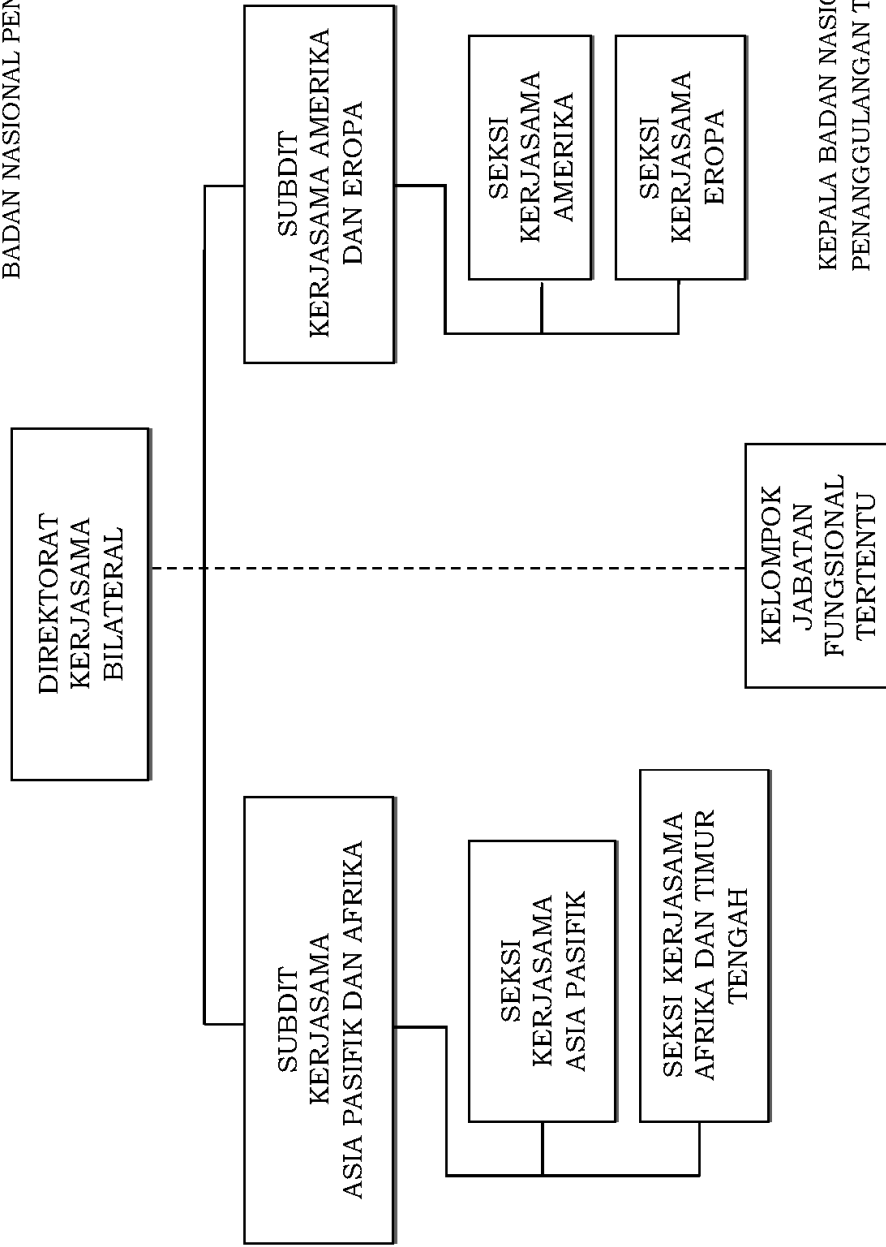 BADAN NASIONAL
DIREKTORAT
KERJASAMA
BILATERAL
SUBDIT
KERJASAMA
ASIA PASIFIK DAN AFRIKA
SEKSI
KERJASAMA
ASIA PASIFIK
SEKSI KERJASAMA
AFRIKA DAN TIMUR
TENGAH
SUBDIT
KERJASAMA AMERIKA
DAN EROPA
SEKSI
KERJASAMA
AMERIKA
SEKSI
KERJASAMA
EROPA
KELOMPOK
JABATAN
FUNGSIONAL
TERTENTU
KEPALA BADAN
PENANGGULANGAN